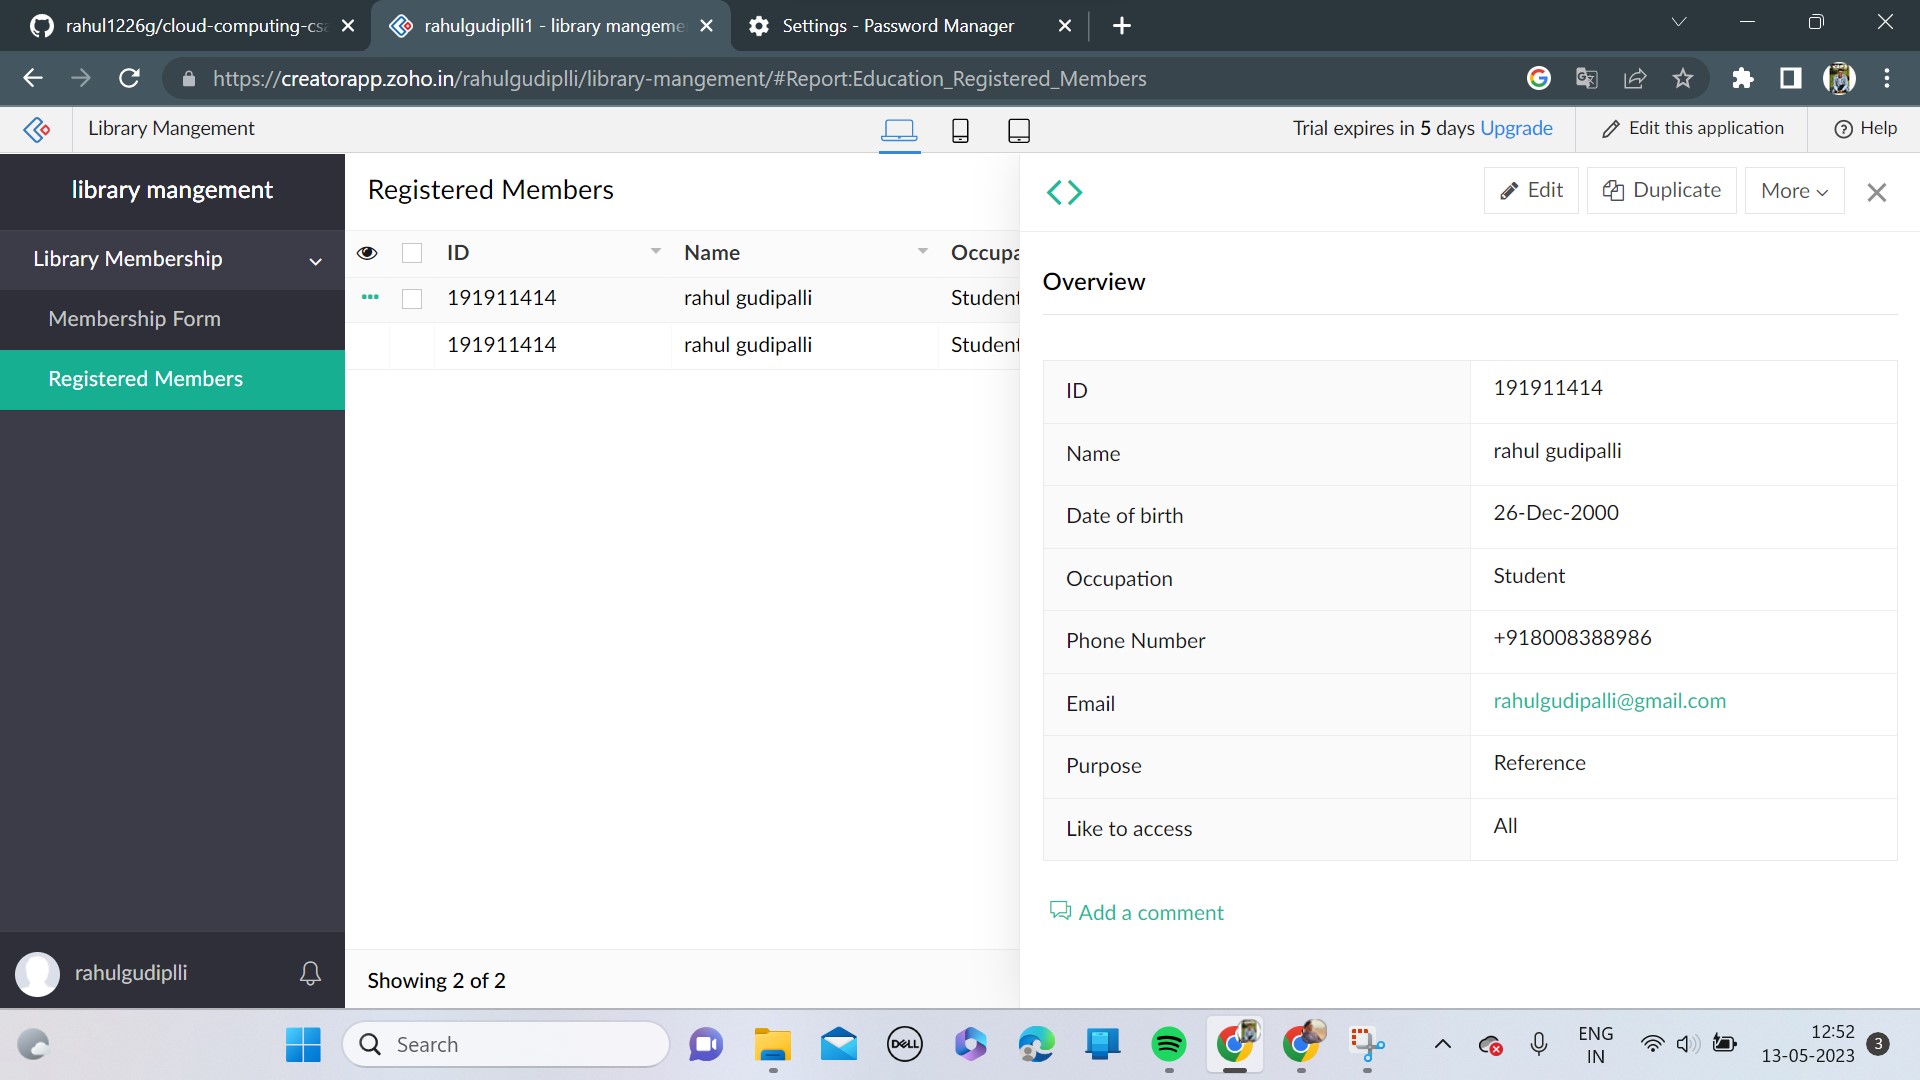 rahul1226g/cloud-computing-csa
rahulgudiplli1 - library mangeme
Settings - Password Manager
https://creatorapp.zoho.in/rahulgudiplli/library-mangement/#Report:Education_Registered_Members
Library Mangement
Trial expires in 5 days Upgrade
Edit this application
Help
library mangement
Library Membership
Membership Form
Registered Members
rahulgudiplli
Registered Members
ID Name Occupa
191911414 rahul gudipalli Student
191911414 rahul gudipalli Student
Showing 2 of 2
Edit Duplicate More
Overview
ID 191911414
Name rahul gudipalli
Date of birth 26-Dec-2000
Occupation Student
Phone Number +918008388986
Email rahulgudipalli@gmail.com
Purpose Reference
Like to access All
Add a comment
Search
DELL
ENG
IN
12:52
13-05-2023
3